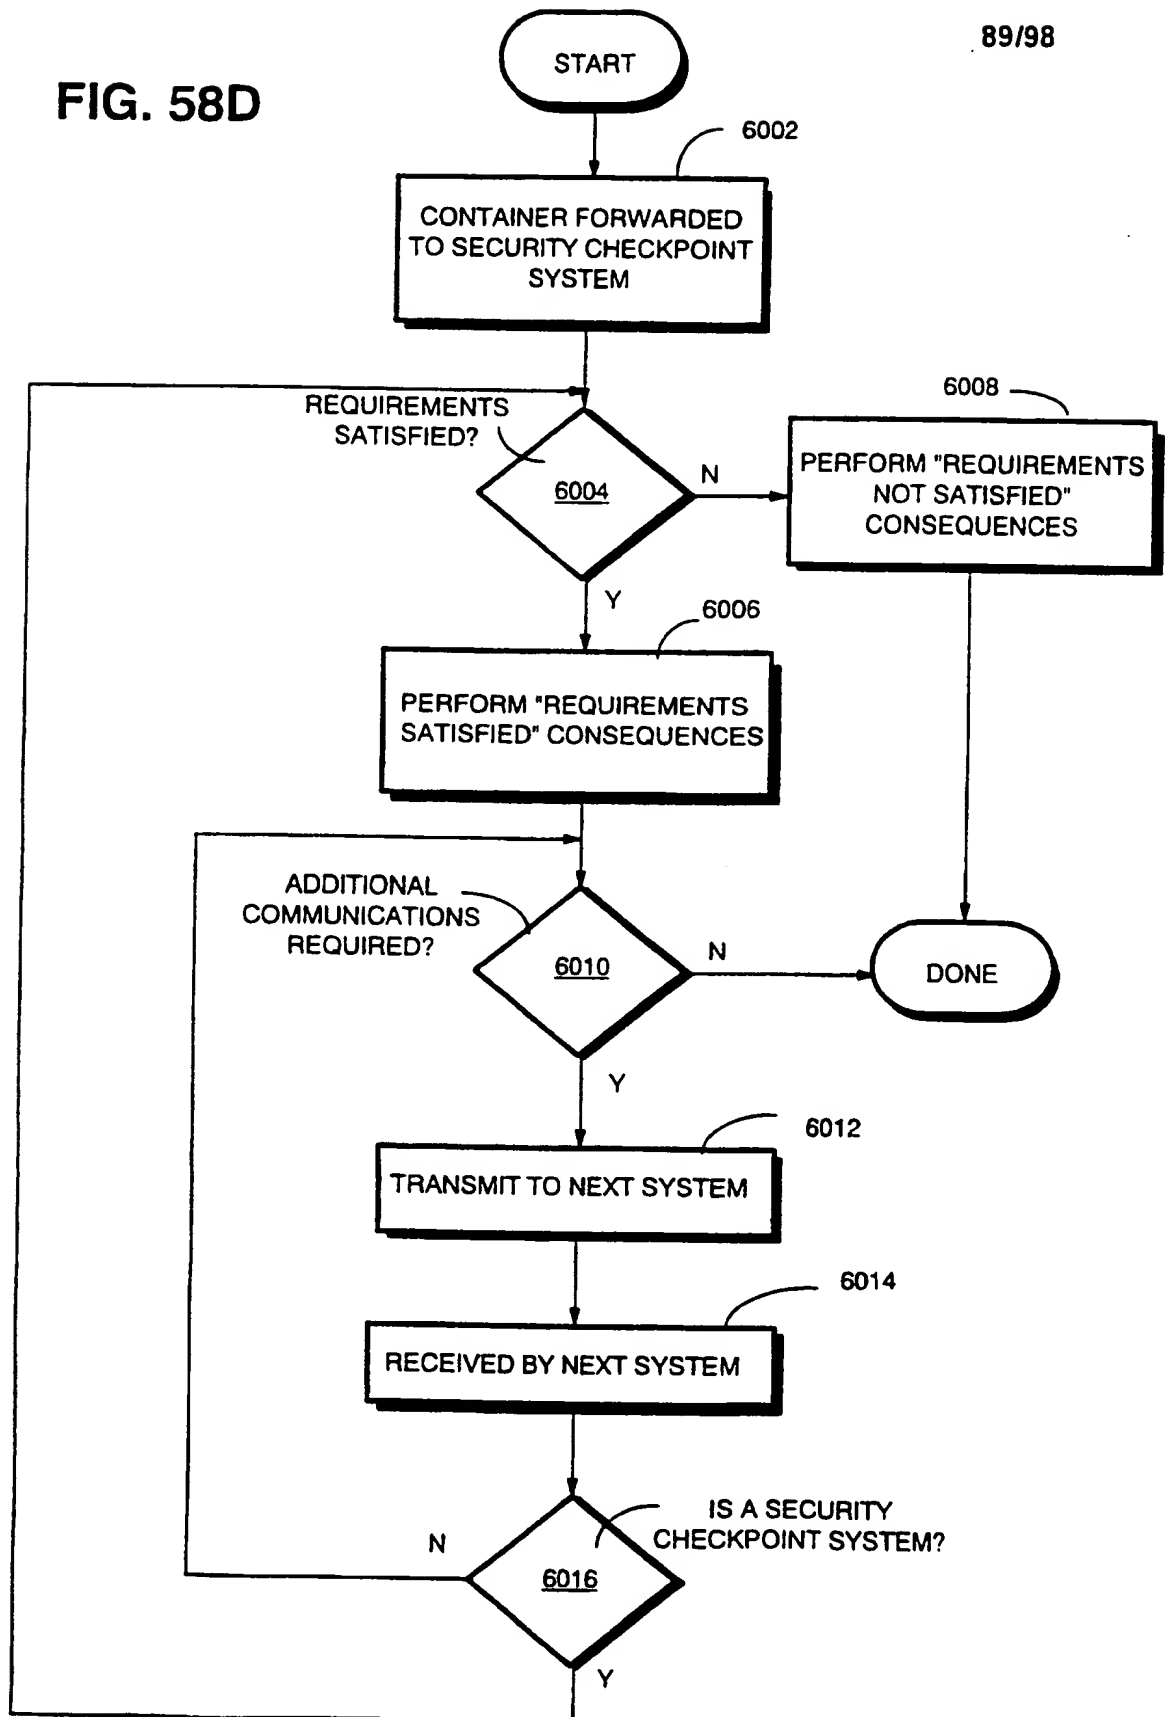 89/98
FIG. 58D
START
6002
CONTAINER FORWARDED
TO SECURITY CHECKPOINT
SYSTEM
REQUIREMENTS
SATISFIED?
6004
N
Y
6008
PERFORM "REQUIREMENTS
NOT SATISFIED"
CONSEQUENCES
6006
PERFORM "REQUIREMENTS
SATISFIED" CONSEQUENCES
ADDITIONAL
COMMUNICATIONS
REQUIRED?
6010
N
DONE
Y
6012
TRANSMIT TO NEXT SYSTEM
6014
RECEIVED BY NEXT SYSTEM
IS A SECURITY
CHECKPOINT SYSTEM?
N
6016
Y